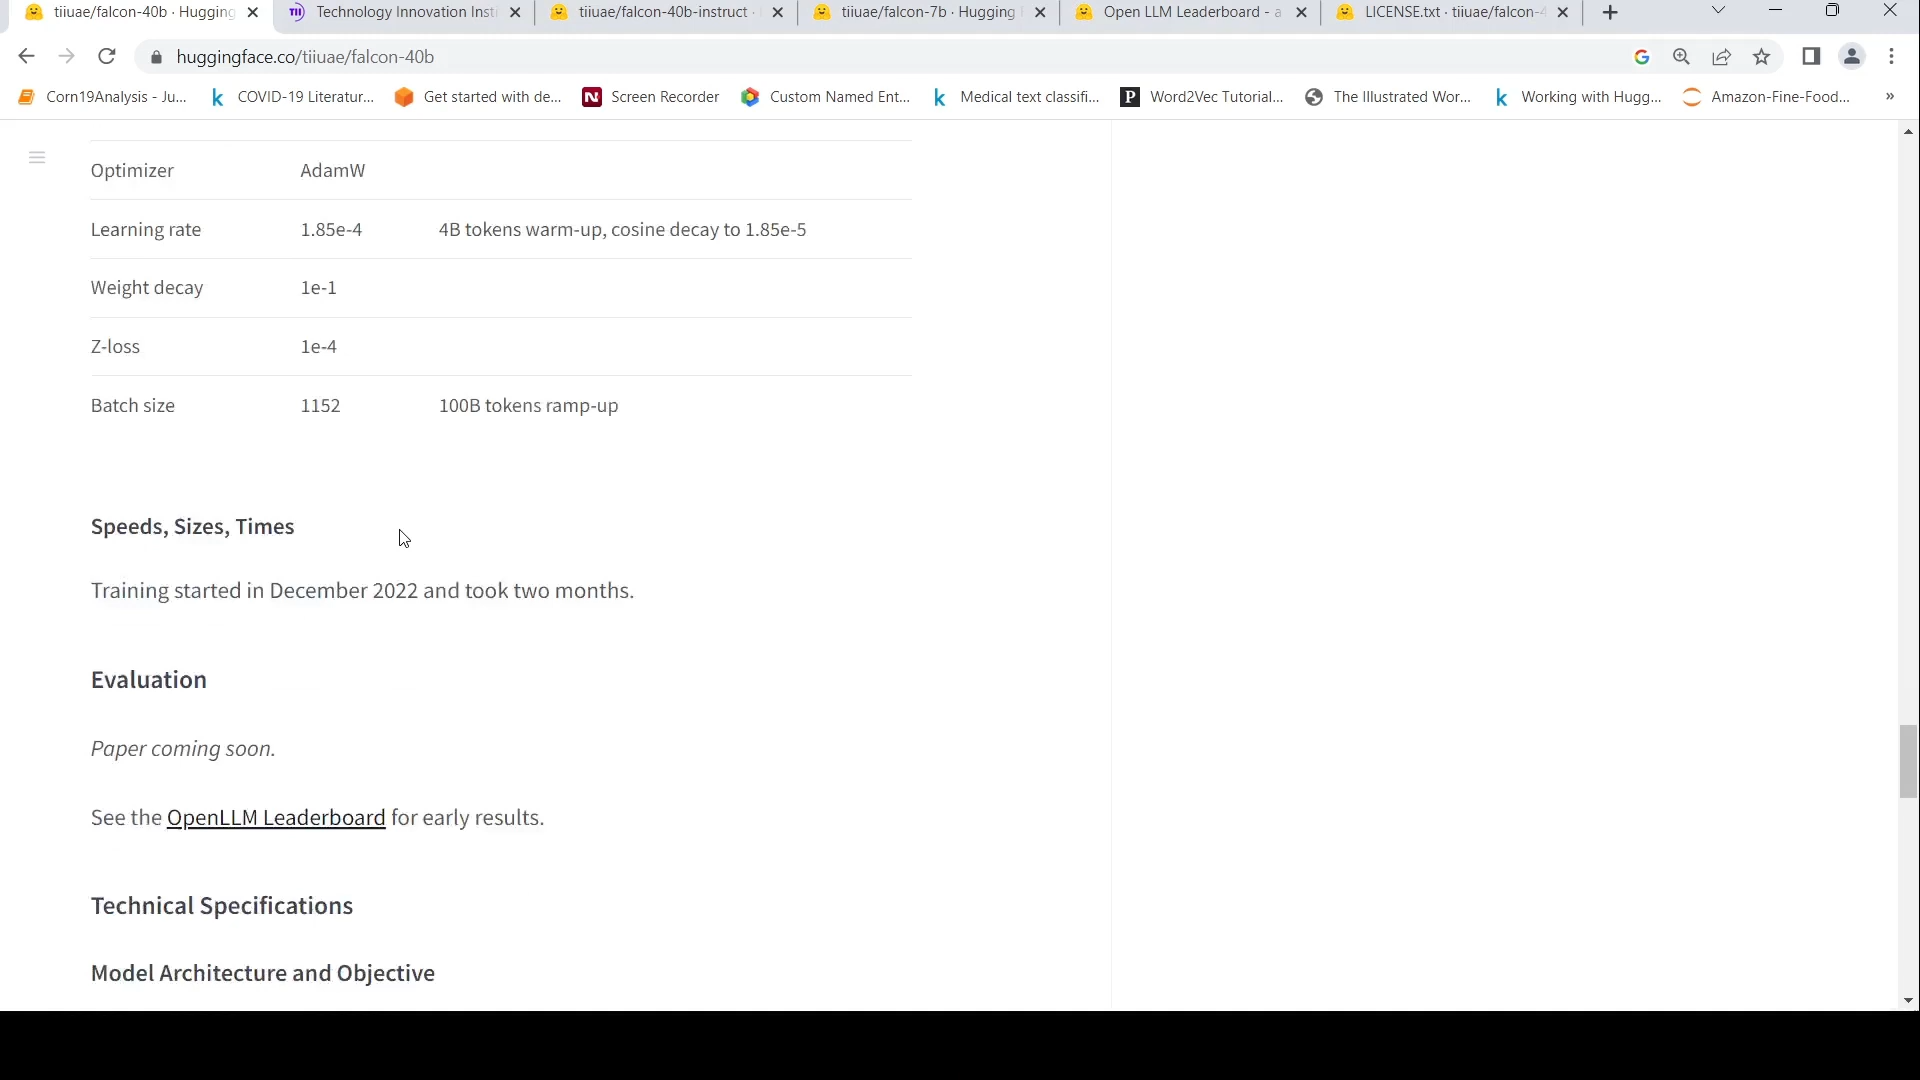 tiiuae/falcon-40b · Hugging
Technology Innovation Insti
tiiuae/falcon-40b-instruct ·
tiiuae/falcon-7b · Hugging
Open LLM Leaderboard - a
LICENSE.txt · tiiuae/falcon-
huggingface.co/tiiuae/falcon-40b
Corn19Analysis - Ju...
COVID-19 Literatur...
Get started with de...
Screen Recorder
Custom Named Ent...
Medical text classifi...
Word2Vec Tutorial...
The Illustrated Wor...
Working with Hugg...
Amazon-Fine-Food...
Optimizer AdamW
Learning rate 1.85e-4 4B tokens warm-up, cosine decay to 1.85e-5
Weight decay 1e-1
Z-loss 1e-4
Batch size 1152 100B tokens ramp-up
Speeds, Sizes, Times
Training started in December 2022 and took two months.
Evaluation
Paper coming soon.
See the OpenLLM Leaderboard for early results.
Technical Specifications
Model Architecture and Objective